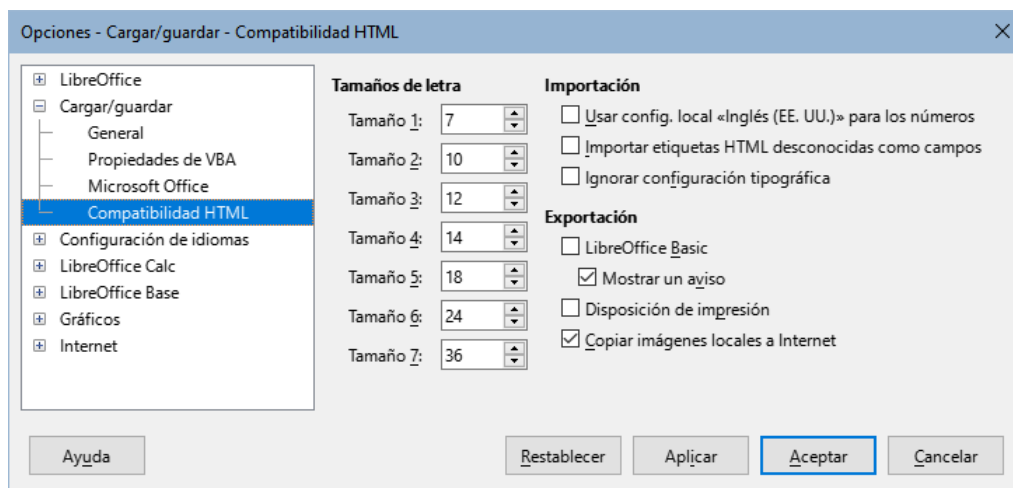 Opciones - Cargar/guardar - Compatibilidad HTML
LibreOffice
Cargar/guardar
General
Propiedades de VBA
Microsoft Office
Compatibilidad HTML
Configuración de idiomas
LibreOffice Calc
LibreOffice Base
Gráficos
Internet
Tamaños de letra
Tamaño 1: 7
Tamaño 2: 10
Tamaño 3: 12
Tamaño 4: 14
Tamaño 5: 18
Tamaño 6: 24
Tamaño 7: 36
Importación
Usar config. local «Inglés (EE. UU.)» para los números
Importar etiquetas HTML desconocidas como campos
Ignorar configuración tipográfica
Exportación
LibreOffice Basic
Mostrar un aviso
Disposición de impresión
Copiar imágenes locales a Internet
Ayuda
Restablecer
Aplicar
Aceptar
Cancelar